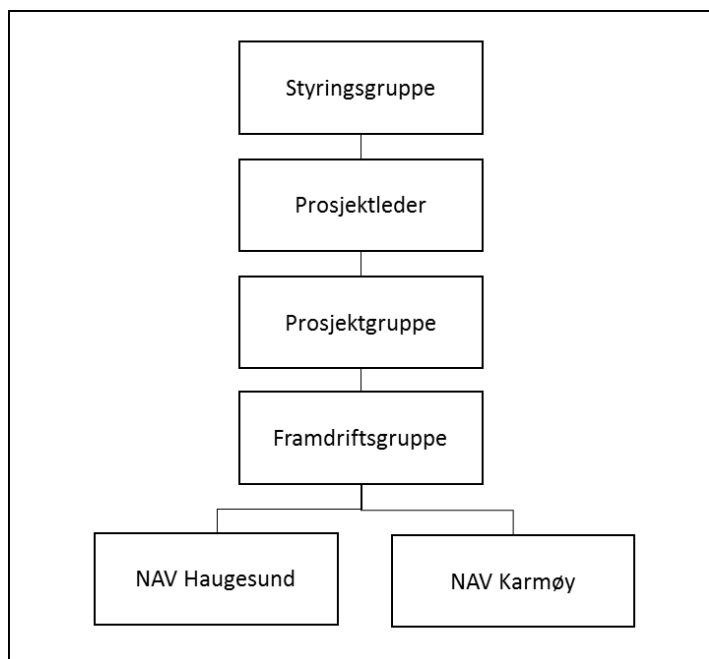 Styringsgruppe
Prosjektleder
Prosjektgruppe
Framdriftsgruppe
NAV Haugesund
NAV Karmøy